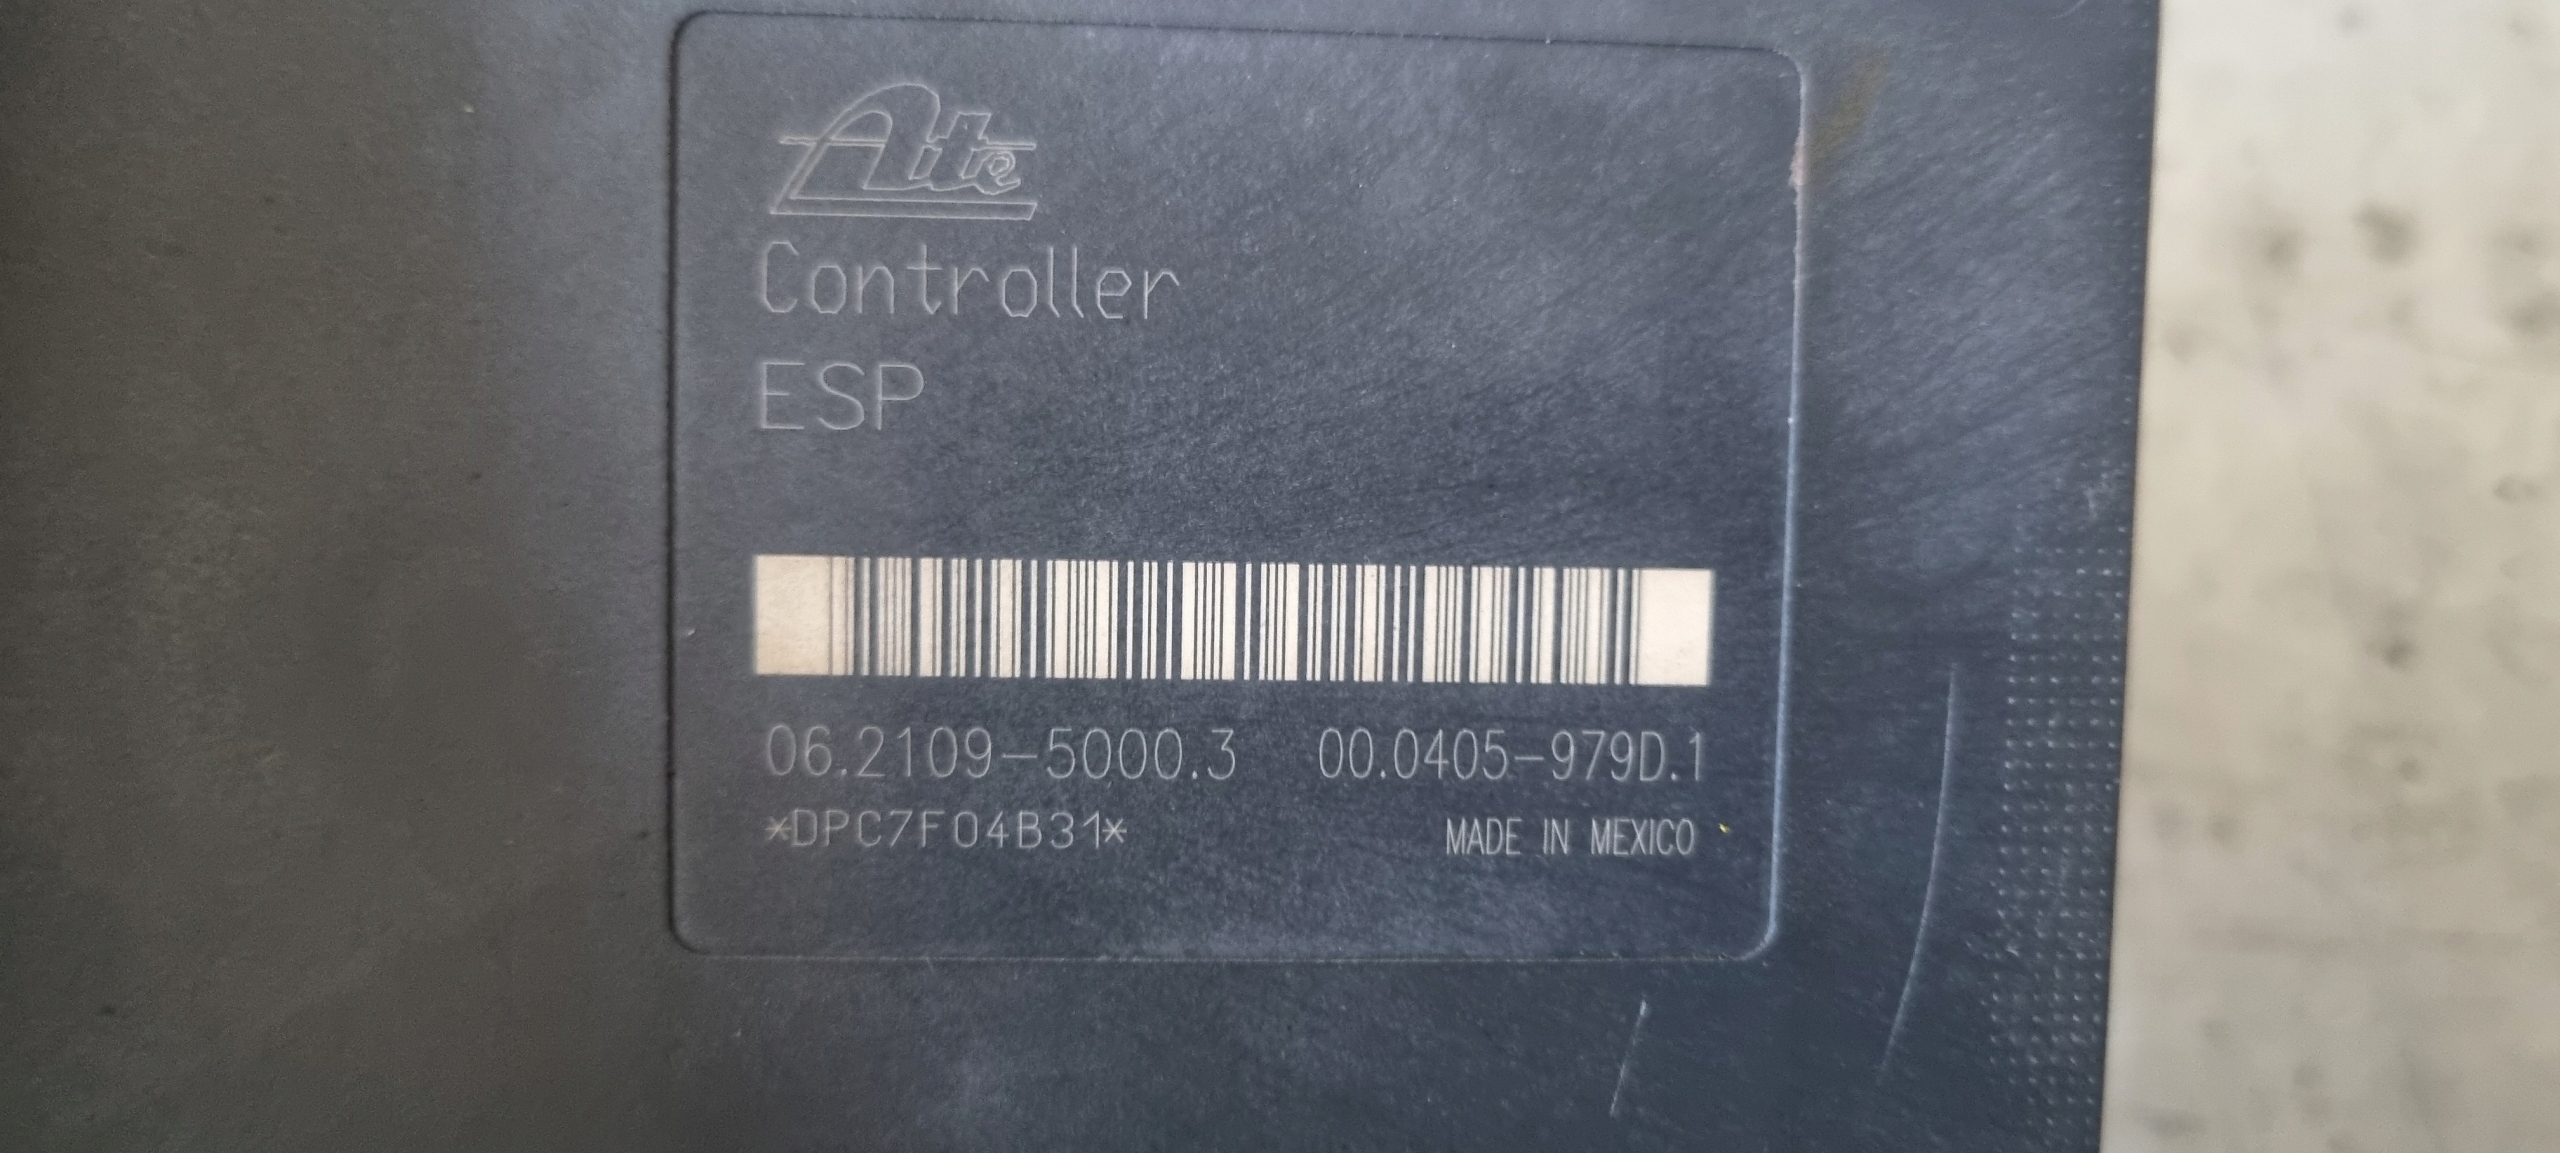 Ate
Controller
ESP
06.2109-5000.3 00.0405-979D.1
*DPC7F04B31*
MADE IN MEXICO